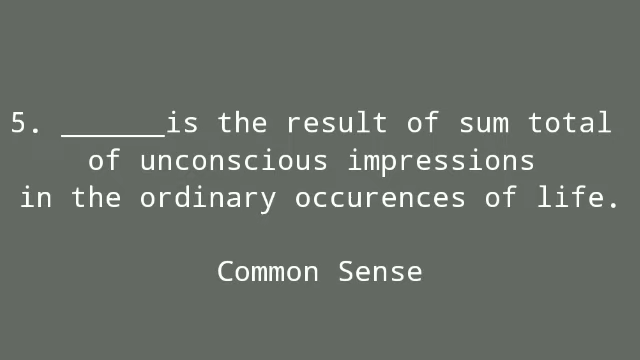 5. ______is the result of sum total
of unconscious impressions
in the ordinary occurences of life.
Common Sense